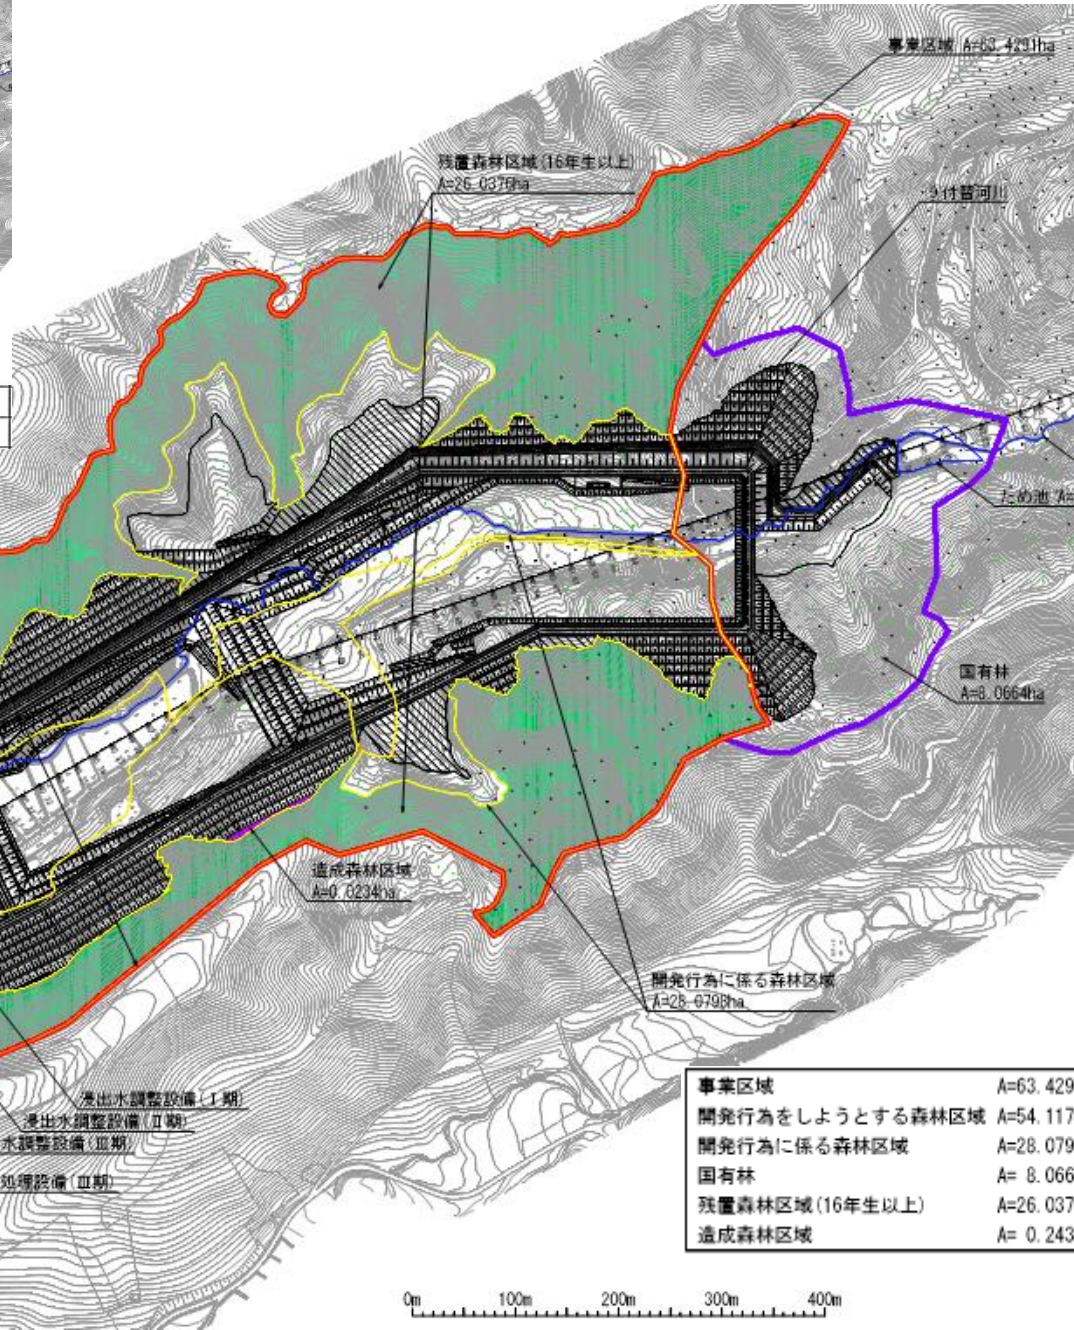 事業区域 A=63.4291ha
残置森林区域(16年生以上)
A=26.0376ha
付替河川
ため池 A=
国有林
A=8.0664ha
造成森林区域
A=0.0234ha
開発行為に係る森林区域
A=28.0798ha
浸出水調整設備(Ⅰ期)
浸出水調整設備(Ⅱ期)
水調整設備(Ⅲ期)
処理設備(Ⅲ期)
事業区域 A=63.429
開発行為をしようとする森林区域 A=54.117
開発行為に係る森林区域 A=28.079
国有林 A= 8.066
残置森林区域(16年生以上) A=26.037
造成森林区域 A= 0.243
0m 100m 200m 300m 400m